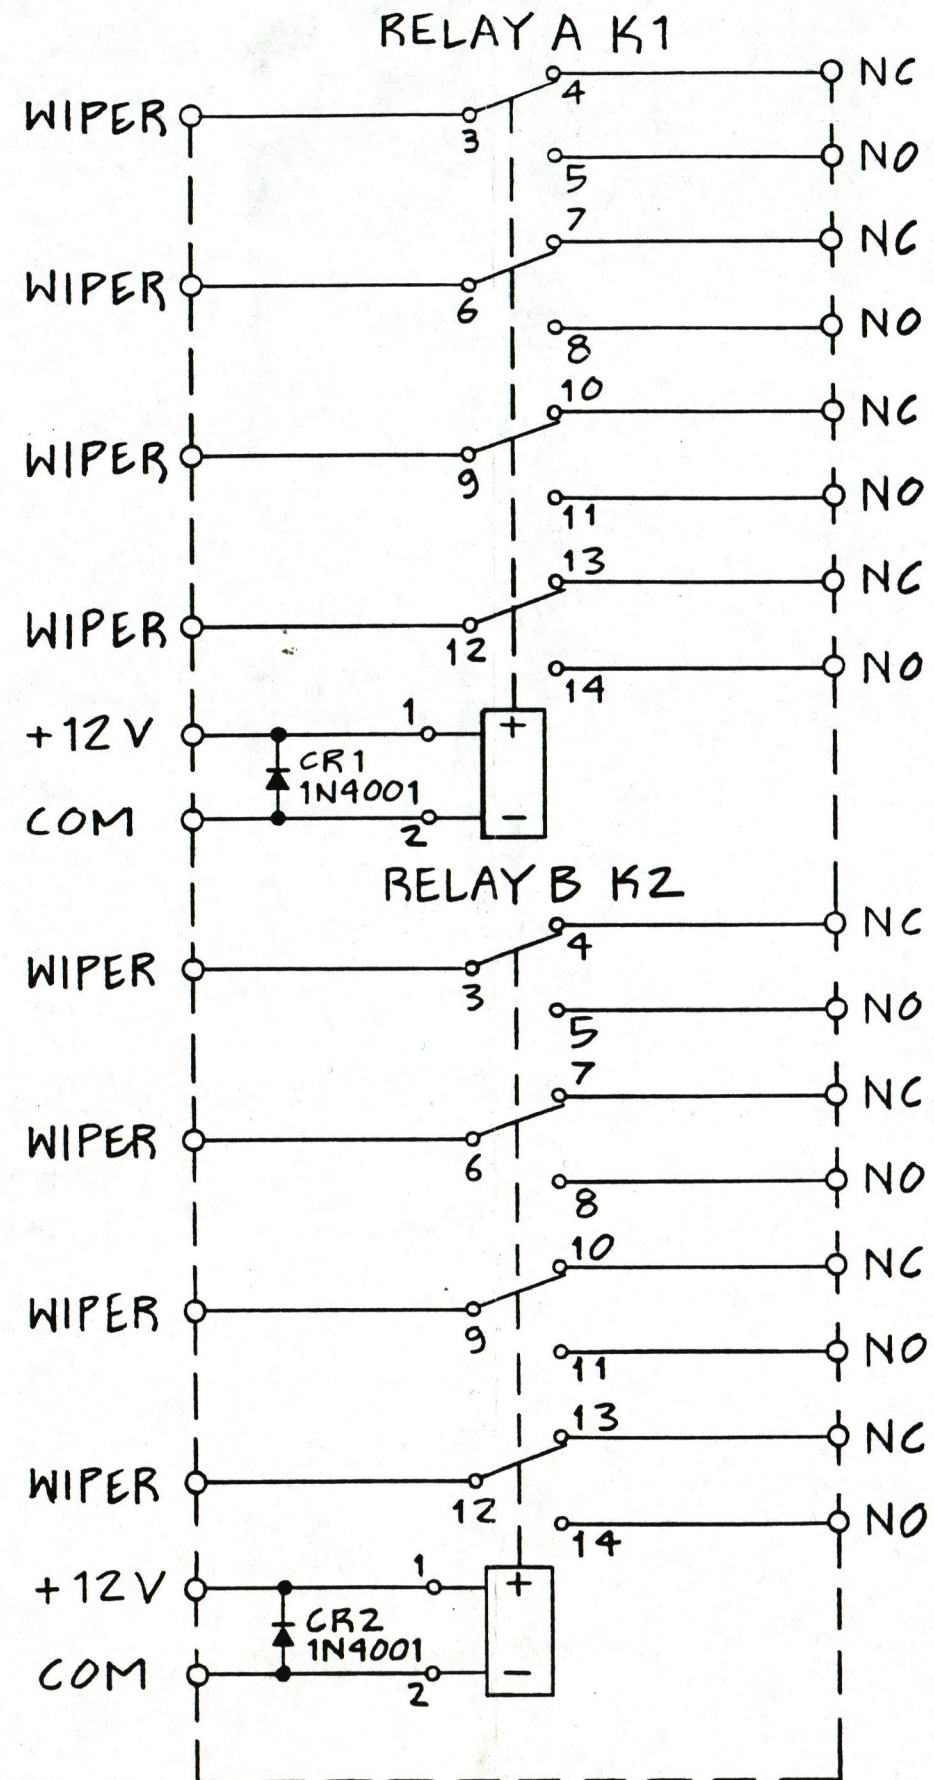 RELAY A K1
4 NC
WIPER 3
5 NO
7 NC
WIPER 6
8 NO
10 NC
WIPER 9
11 NO
13 NC
WIPER 12
14 NO
+12V 1 +
CR1
1N4001
COM 2 −
RELAY B K2
4 NC
WIPER 3
5 NO
7 NC
WIPER 6
8 NO
10 NC
WIPER 9
11 NO
13 NC
WIPER 12
14 NO
+12V 1 +
CR2
1N4001
COM 2 −